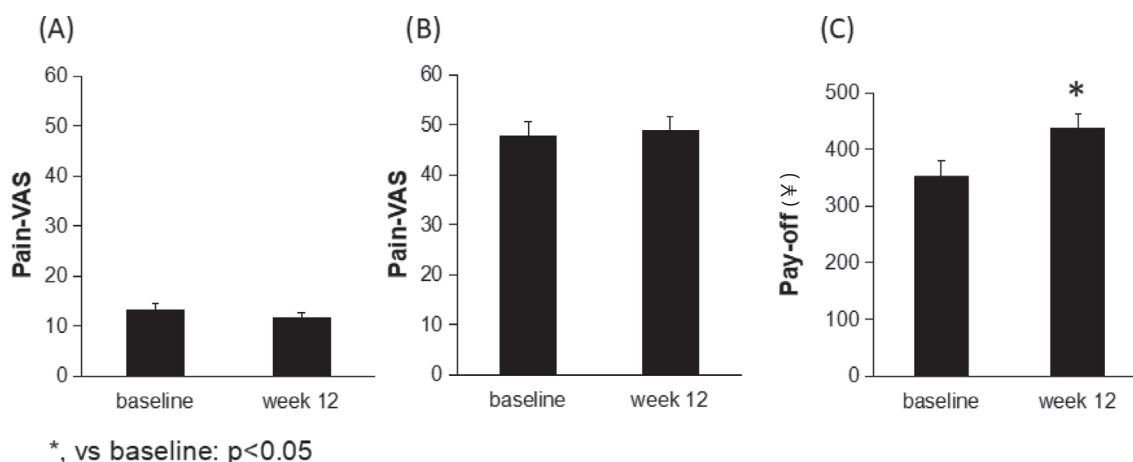 (A)
60
50
40
30
20
10
0
Pain-VAS
baseline week 12
(B)
60
50
40
30
20
10
0
Pain-VAS
baseline week 12
(C)
500
400
300
200
100
0
Pay-off (¥)
*
baseline week 12
*, vs baseline: p<0.05